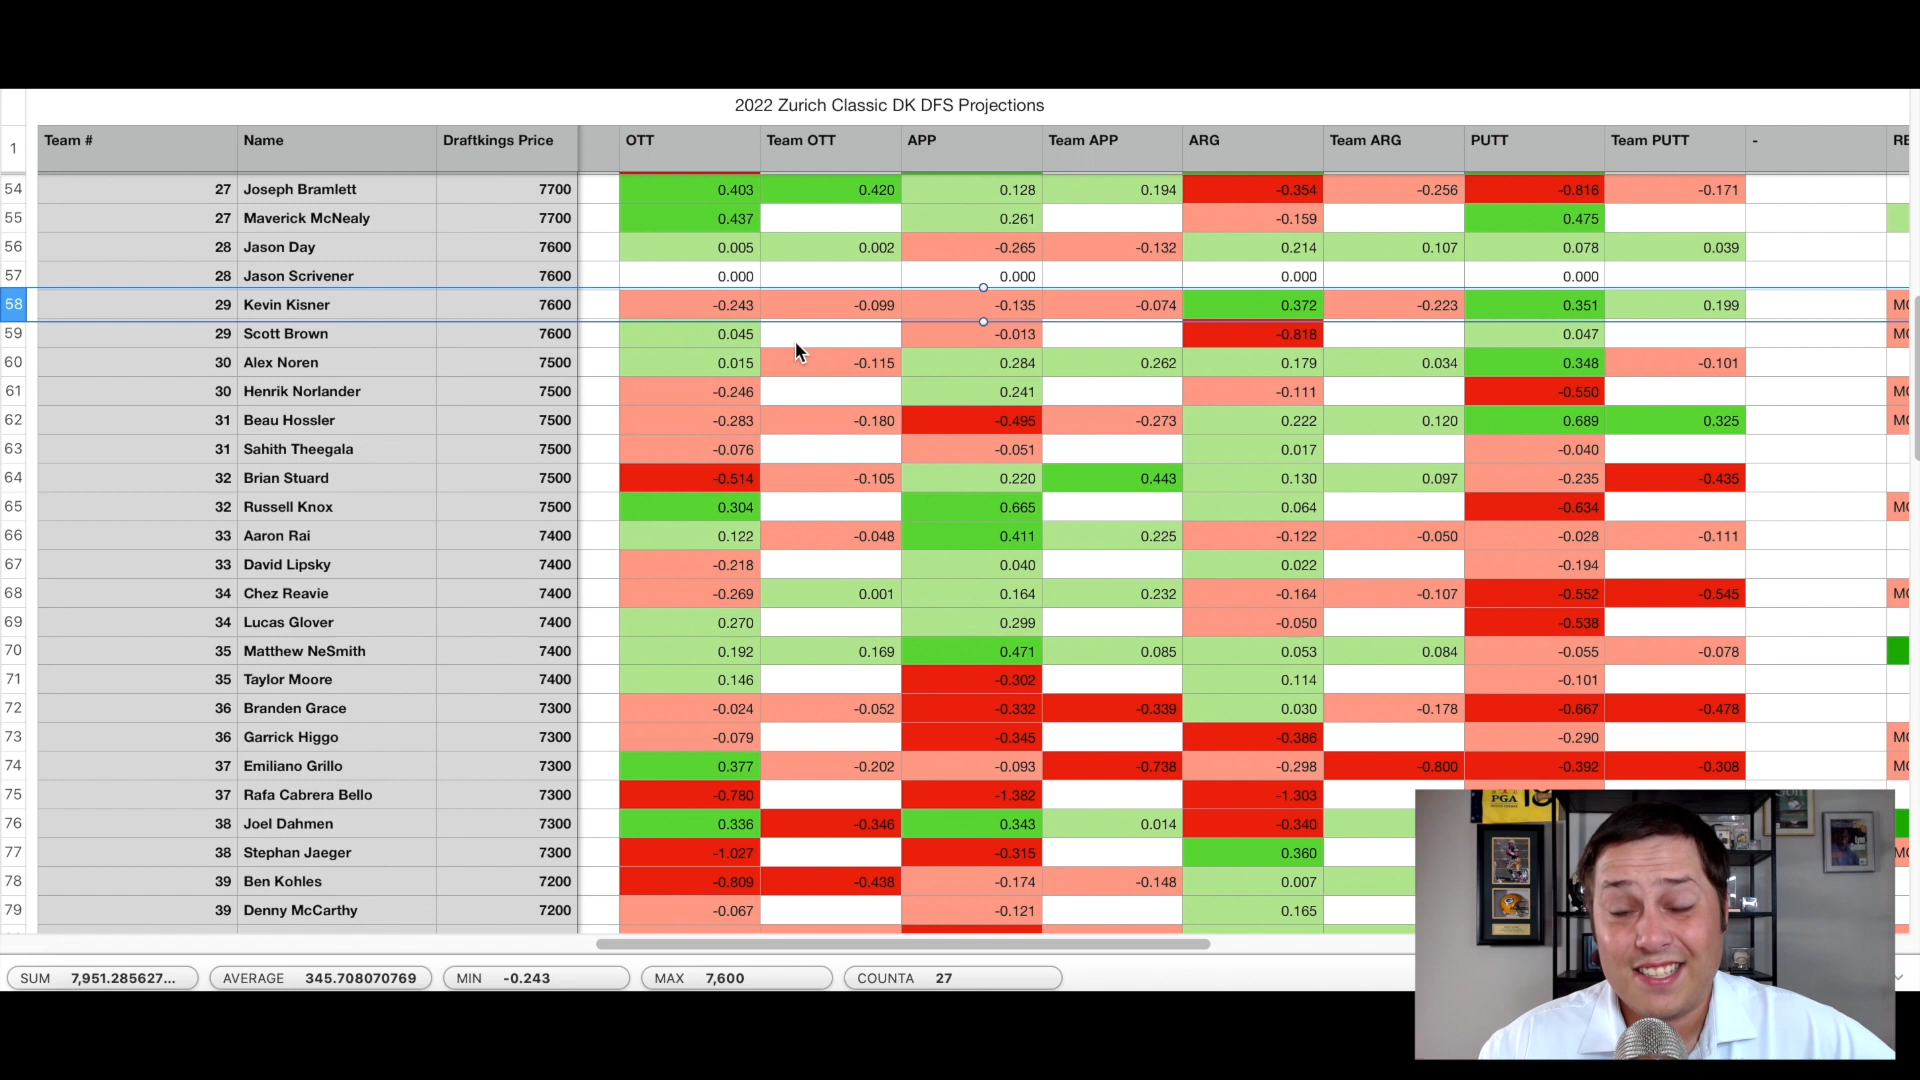 2022 Zurich Classic DK DFS Projections
1 Team # Name Draftkings Price OTT Team OTT APP Team APP ARG Team ARG PUTT Team PUTT - RE
54 27 Joseph Bramlett 7700 0.403 0.420 0.128 0.194 -0.354 -0.256 -0.816 -0.171
55 27 Maverick McNealy 7700 0.437 0.261 -0.159 0.475
56 28 Jason Day 7600 0.005 0.002 -0.265 -0.132 0.214 0.107 0.078 0.039
57 28 Jason Scrivener 7600 0.000 0.000 0.000 0.000
58 29 Kevin Kisner 7600 -0.243 -0.099 -0.135 -0.074 0.372 -0.223 0.351 0.199 MC
59 29 Scott Brown 7600 0.045 -0.013 -0.818 0.047 MC
60 30 Alex Noren 7500 0.015 -0.115 0.284 0.262 0.179 0.034 0.348 -0.101
61 30 Henrik Norlander 7500 -0.246 0.241 -0.111 -0.550 MC
62 31 Beau Hossler 7500 -0.283 -0.180 -0.495 -0.273 0.222 0.120 0.689 0.325 MC
63 31 Sahith Theegala 7500 -0.076 -0.051 0.017 -0.040
64 32 Brian Stuard 7500 -0.514 -0.105 0.220 0.443 0.130 0.097 -0.235 -0.435
65 32 Russell Knox 7500 0.304 0.665 0.064 -0.634 MC
66 33 Aaron Rai 7400 0.122 -0.048 0.411 0.225 -0.122 -0.050 -0.028 -0.111
67 33 David Lipsky 7400 -0.218 0.040 0.022 -0.194
68 34 Chez Reavie 7400 -0.269 0.001 0.164 0.232 -0.164 -0.107 -0.552 -0.545 MC
69 34 Lucas Glover 7400 0.270 0.299 -0.050 -0.538
70 35 Matthew NeSmith 7400 0.192 0.169 0.471 0.085 0.053 0.084 -0.055 -0.078
71 35 Taylor Moore 7400 0.146 -0.302 0.114 -0.101
72 36 Branden Grace 7300 -0.024 -0.052 -0.332 -0.339 0.030 -0.178 -0.667 -0.478
73 36 Garrick Higgo 7300 -0.079 -0.345 -0.386 -0.290 MC
74 37 Emiliano Grillo 7300 0.377 -0.202 -0.093 -0.738 -0.298 -0.800 -0.392 -0.308 MC
75 37 Rafa Cabrera Bello 7300 -0.780 -1.382 -1.303
76 38 Joel Dahmen 7300 0.336 -0.346 0.343 0.014 -0.340
77 38 Stephan Jaeger 7300 -1.027 -0.315 0.360 MC
78 39 Ben Kohles 7200 -0.809 -0.438 -0.174 -0.148 0.007
79 39 Denny McCarthy 7200 -0.067 -0.121 0.165
SUM 7,951.285627... AVERAGE 345.708070769 MIN -0.243 MAX 7,600 COUNTA 27
PGA